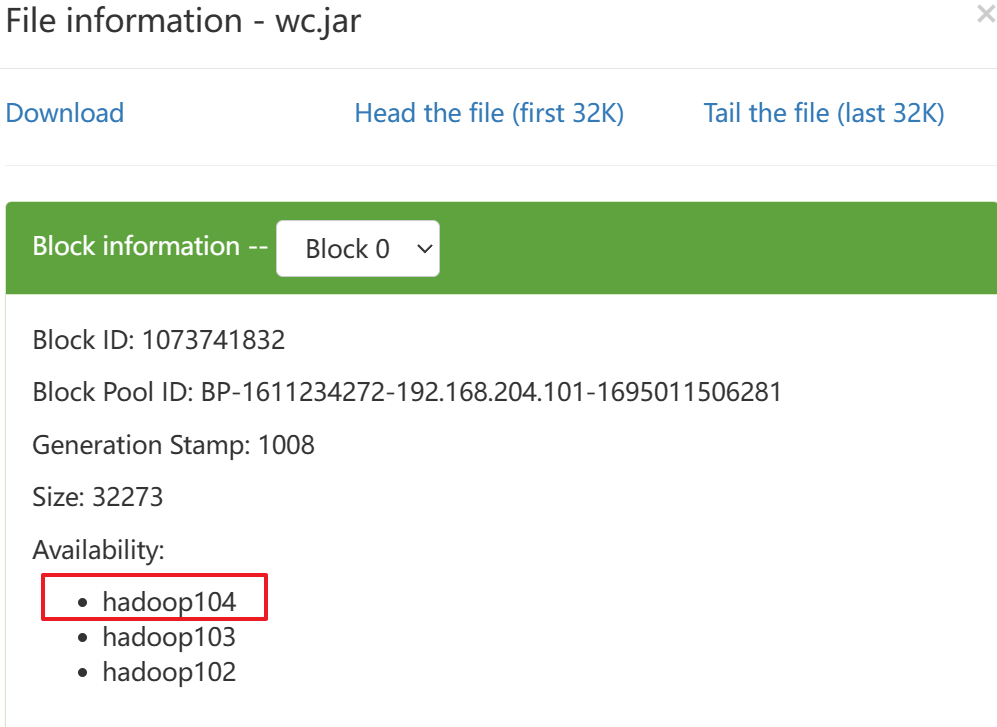 File information - wc.jar
×
Download Head the file (first 32K) Tail the file (last 32K)
Block information -- Block 0
Block ID: 1073741832
Block Pool ID: BP-1611234272-192.168.204.101-1695011506281
Generation Stamp: 1008
Size: 32273
Availability:
hadoop104
hadoop103
hadoop102